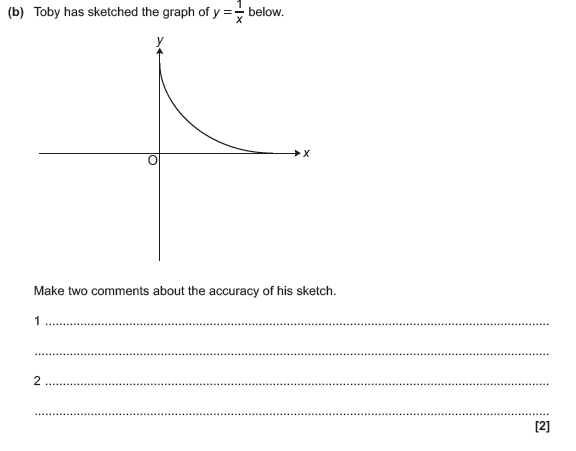 (b) Toby has sketched the graph of y = 1/x below.
y
x
O
Make two comments about the accuracy of his sketch.
1 ............................................................
............................................................
2 ............................................................
............................................................
[2]